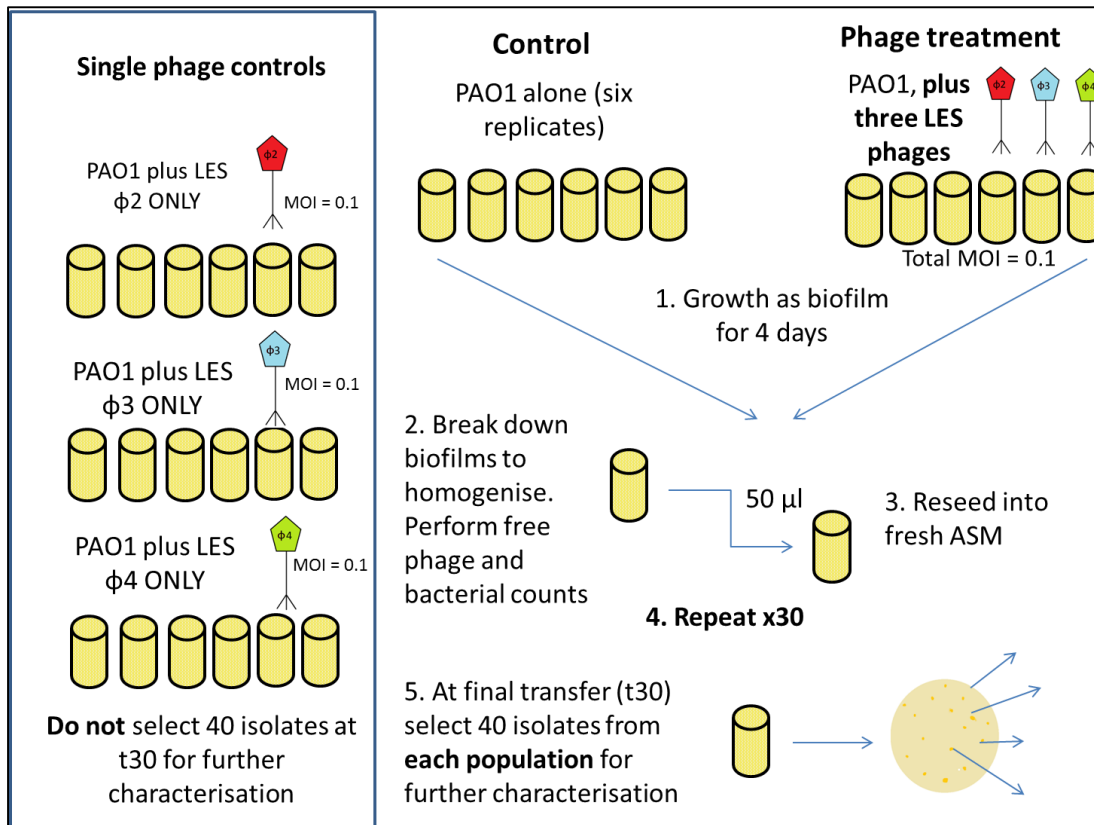 Single phage controls
PAO1 plus LES
ϕ2 ONLY
ϕ2
MOI = 0.1
PAO1 plus LES
ϕ3 ONLY
ϕ3
MOI = 0.1
PAO1 plus LES
ϕ4 ONLY
ϕ4
MOI = 0.1
Do not select 40 isolates at
t30 for further
characterisation
Control
PAO1 alone (six
replicates)
Phage treatment
PAO1, plus
three LES
phages
ϕ2
ϕ3
ϕ4
Total MOI = 0.1
1. Growth as biofilm
for 4 days
2. Break down
biofilms to
homogenise.
Perform free
phage and
bacterial counts
50 µl
3. Reseed into
fresh ASM
4. Repeat x30
5. At final transfer (t30)
select 40 isolates from
each population for
further characterisation